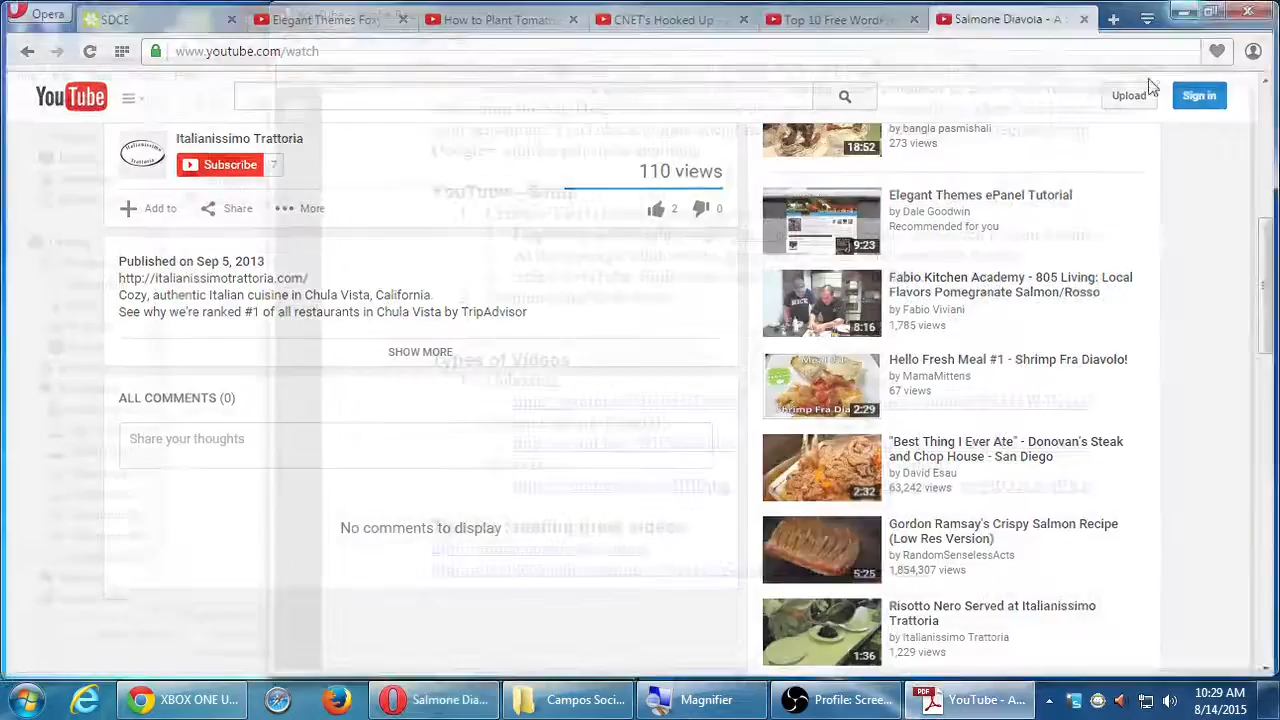 Opera
SDCE
Elegant Themes Fox
How to Plant Tomat
CNET's Hooked Up
Top 10 Free Word
Salmone Diavola - A S
www.youtube.com/watch
YouTube
Upload
Sign in
Italianissimo Trattoria
Subscribe
7
110 views
Add to
Share
More
2
0
Published on Sep 5, 2013
http://italianissimotrattoria.com/
Cozy, authentic Italian cuisine in Chula Vista, California.
See why we're ranked #1 of all restaurants in Chula Vista by TripAdvisor
SHOW MORE
Types of Videos
ALL COMMENTS (0)
Share your thoughts
No comments to display
18:52
by bangla pasmishali
273 views
Elegant Themes ePanel Tutorial
by Dale Goodwin
Recommended for you
9:23
Fabio Kitchen Academy - 805 Living: Local
Flavors Pomegranate Salmon/Rosso
by Fabio Viviani
1,785 views
8:16
Hello Fresh Meal #1 - Shrimp Fra Diavolo!
by MamaMittens
67 views
Shrimp Fra Dia
2:29
"Best Thing I Ever Ate" - Donovan's Steak
and Chop House - San Diego
by David Esau
63,242 views
2:32
Gordon Ramsay's Crispy Salmon Recipe
(Low Res Version)
by RandomSenselessActs
1,854,307 views
5:25
Risotto Nero Served at Italianissimo
Trattoria
by Italianissimo Trattoria
1,229 views
1:36
XBOX ONE U...
Salmone Dia...
Campos Soci...
Magnifier
Profile: Scree...
PDF
YouTube - A...
10:29 AM
8/14/2015